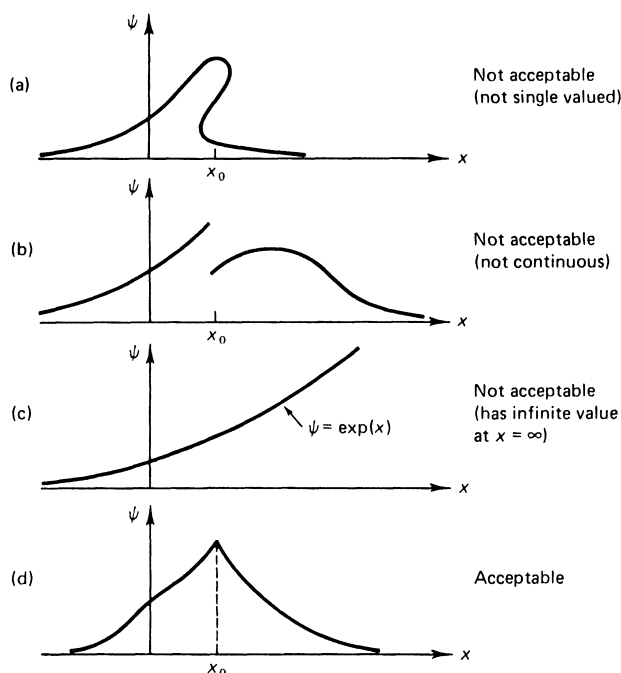 ψ
(a)
Not acceptable
(not single valued)
x₀
x
ψ
(b)
Not acceptable
(not continuous)
x₀
x
ψ
(c)
Not acceptable
(has infinite value
at x = ∞)
ψ = exp(x)
x
ψ
(d)
Acceptable
x₀
x